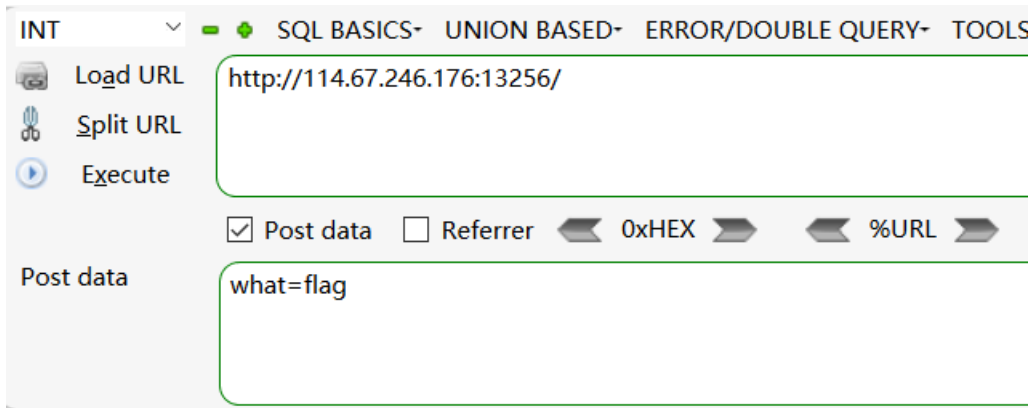 INT SQL BASICS- UNION BASED- ERROR/DOUBLE QUERY- TOOLS
Load URL http://114.67.246.176:13256/
Split URL
Execute
Post data Referrer 0xHEX %URL
Post data what=flag